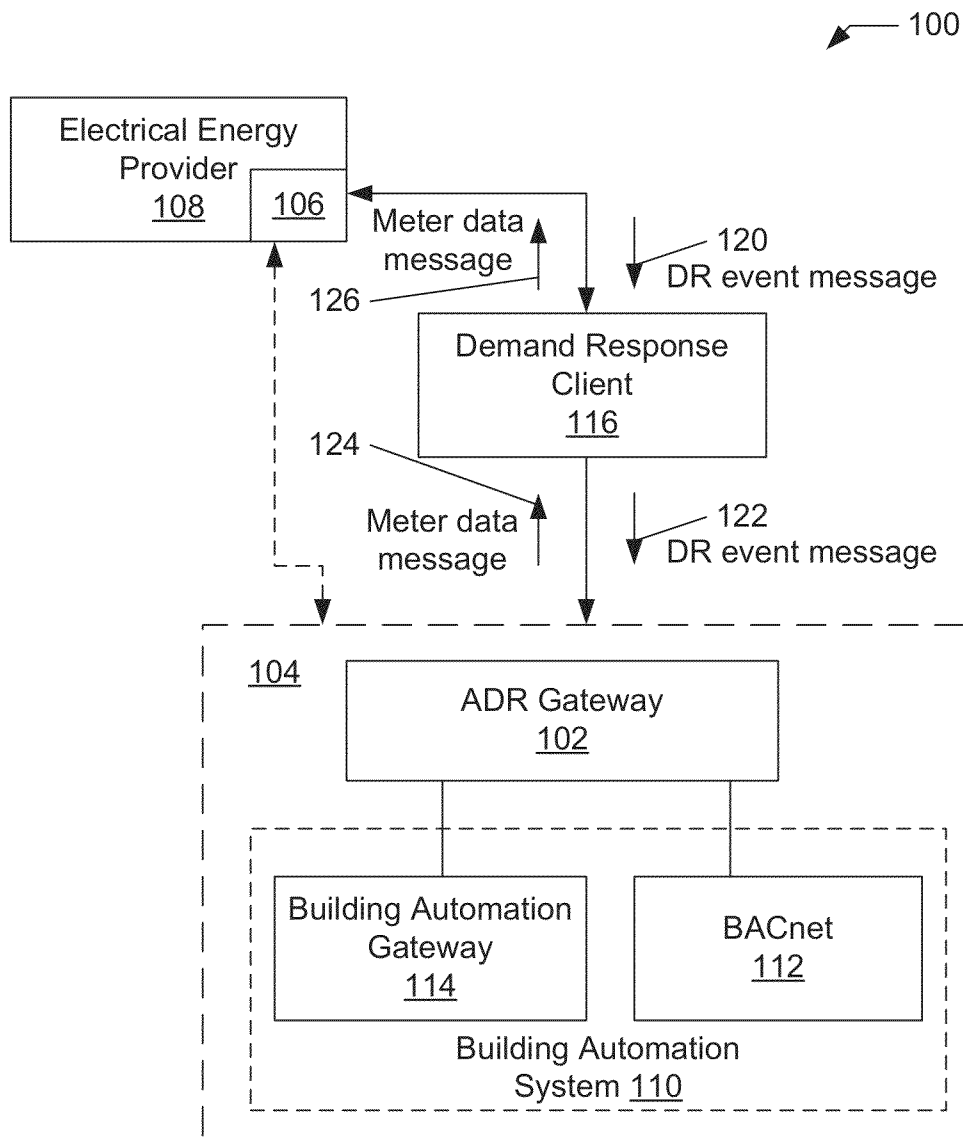 100
Electrical Energy
Provider
108
106
Meter data
message
126
120
DR event message
Demand Response
Client
116
124
Meter data
message
122
DR event message
104
ADR Gateway
102
Building Automation
Gateway
114
BACnet
112
Building Automation
System 110